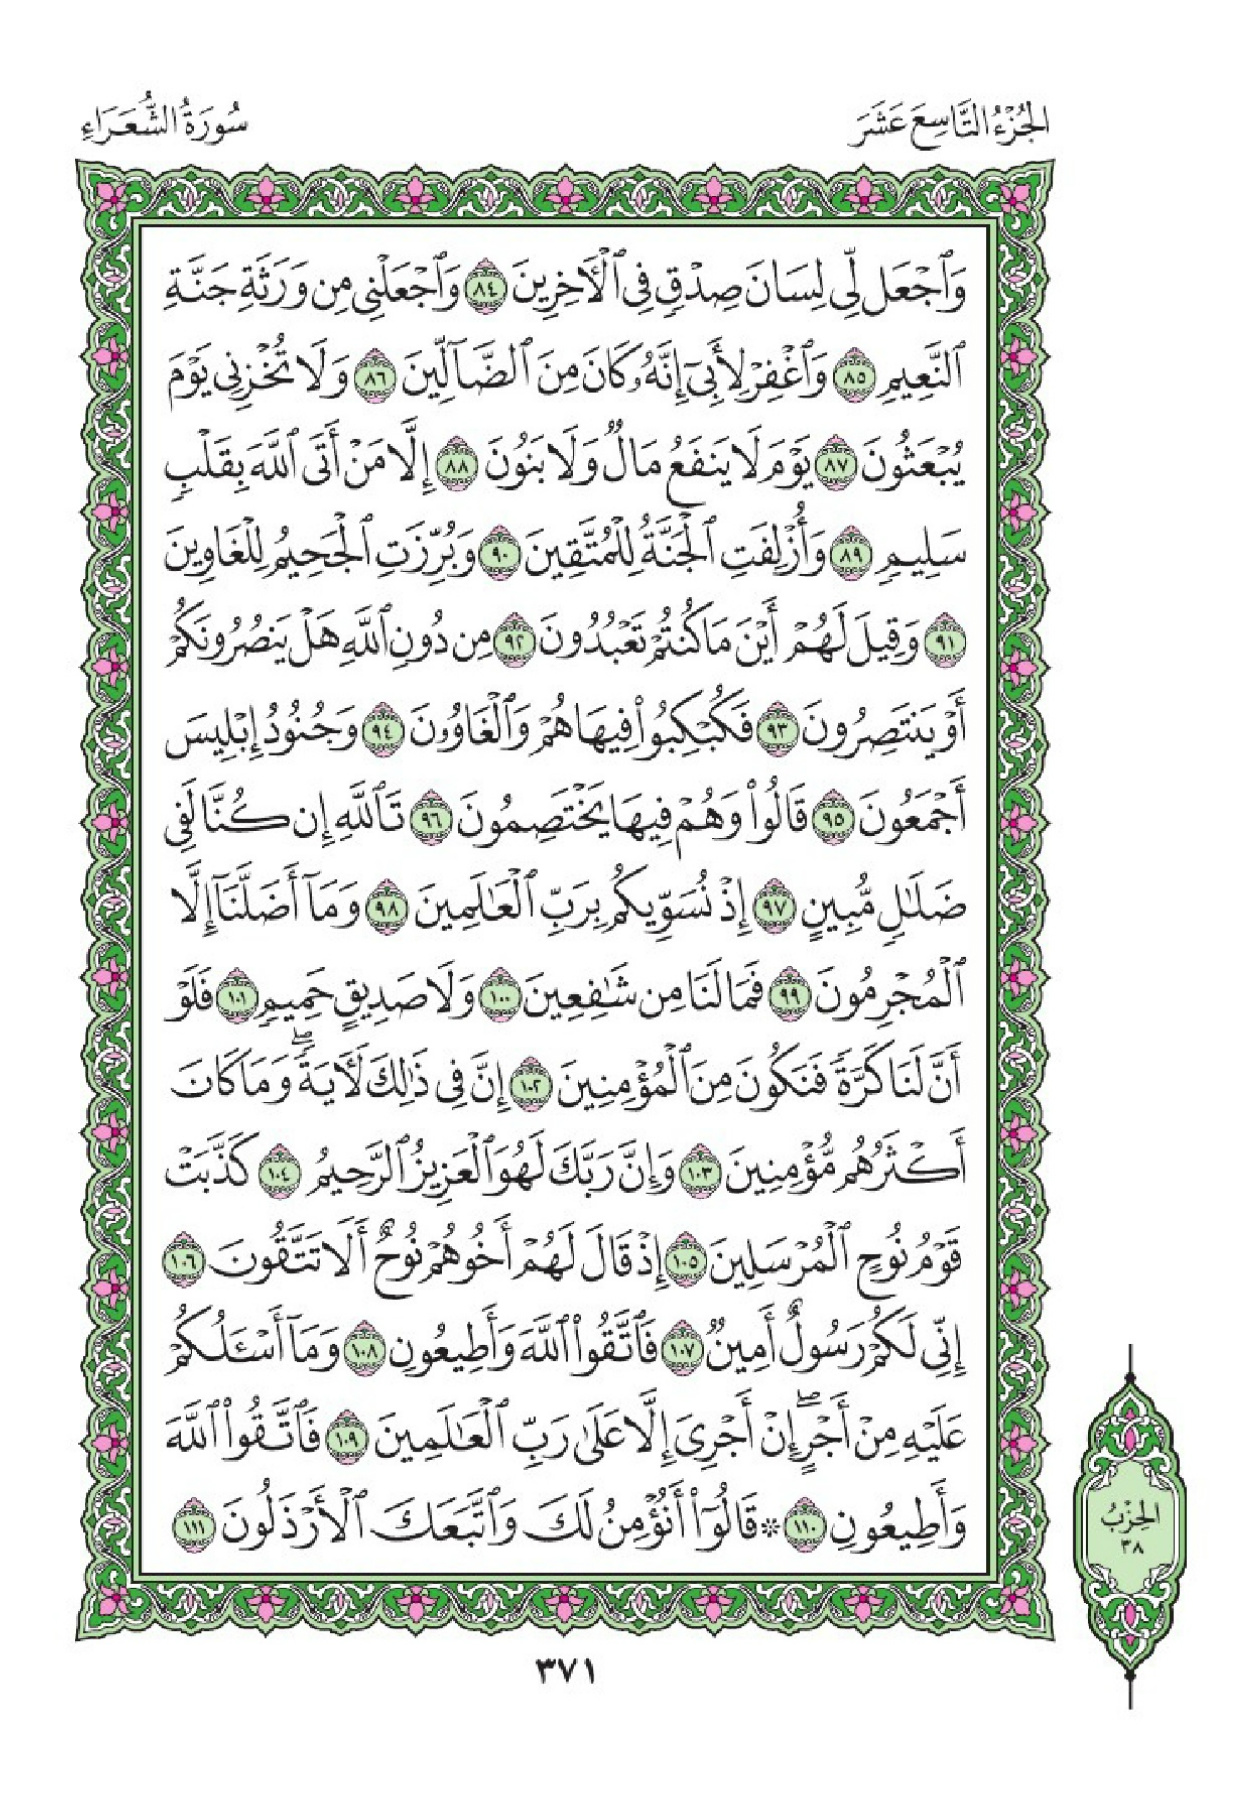 الجُزْءُ التَّاسِعَ عَشَرَ
سُورَةُ الشُّعَرَاءِ
وَٱجْعَل لِّى لِسَانَ صِدْقٍ فِى ٱلْأَخِرِينَ ٨٤ وَٱجْعَلْنِى مِن وَرَثَةِ جَنَّةِ
ٱلنَّعِيمِ ٨٥ وَٱغْفِرْ لِأَبِىٓ إِنَّهُۥ كَانَ مِنَ ٱلضَّآلِّينَ ٨٦ وَلَا تُخْزِنِى يَوْمَ
يُبْعَثُونَ ٨٧ يَوْمَ لَا يَنفَعُ مَالٌ وَلَا بَنُونَ ٨٨ إِلَّا مَنْ أَتَى ٱللَّهَ بِقَلْبٍ
سَلِيمٍ ٨٩ وَأُزْلِفَتِ ٱلْجَنَّةُ لِلْمُتَّقِينَ ٩٠ وَبُرِّزَتِ ٱلْجَحِيمُ لِلْغَاوِينَ
٩١ وَقِيلَ لَهُمْ أَيْنَ مَا كُنتُمْ تَعْبُدُونَ ٩٢ مِن دُونِ ٱللَّهِ هَلْ يَنصُرُونَكُمْ
أَوْ يَنتَصِرُونَ ٩٣ فَكُبْكِبُوا۟ فِيهَا هُمْ وَٱلْغَاوُۥنَ ٩٤ وَجُنُودُ إِبْلِيسَ
أَجْمَعُونَ ٩٥ قَالُوا۟ وَهُمْ فِيهَا يَخْتَصِمُونَ ٩٦ تَٱللَّهِ إِن كُنَّا لَفِى
ضَلَٰلٍ مُّبِينٍ ٩٧ إِذْ نُسَوِّيكُم بِرَبِّ ٱلْعَٰلَمِينَ ٩٨ وَمَآ أَضَلَّنَآ إِلَّا
ٱلْمُجْرِمُونَ ٩٩ فَمَا لَنَا مِن شَٰفِعِينَ ١٠٠ وَلَا صَدِيقٍ حَمِيمٍ ١٠١ فَلَوْ
أَنَّ لَنَا كَرَّةً فَنَكُونَ مِنَ ٱلْمُؤْمِنِينَ ١٠٢ إِنَّ فِى ذَٰلِكَ لَأَيَةً ۖ وَمَا كَانَ
أَكْثَرُهُم مُّؤْمِنِينَ ١٠٣ وَإِنَّ رَبَّكَ لَهُوَ ٱلْعَزِيزُ ٱلرَّحِيمُ ١٠٤ كَذَّبَتْ
قَوْمُ نُوحٍ ٱلْمُرْسَلِينَ ١٠٥ إِذْ قَالَ لَهُمْ أَخُوهُمْ نُوحٌ أَلَا تَتَّقُونَ ١٠٦
إِنِّى لَكُمْ رَسُولٌ أَمِينٌ ١٠٧ فَٱتَّقُوا۟ ٱللَّهَ وَأَطِيعُونِ ١٠٨ وَمَآ أَسْـَٔلُكُمْ
عَلَيْهِ مِنْ أَجْرٍ ۖ إِنْ أَجْرِىَ إِلَّا عَلَىٰ رَبِّ ٱلْعَٰلَمِينَ ١٠٩ فَٱتَّقُوا۟ ٱللَّهَ
وَأَطِيعُونِ ١١٠ * قَالُوٓا۟ أَنُؤْمِنُ لَكَ وَٱتَّبَعَكَ ٱلْأَرْذَلُونَ ١١١
الحِزْبُ
٣٨
٣٧١